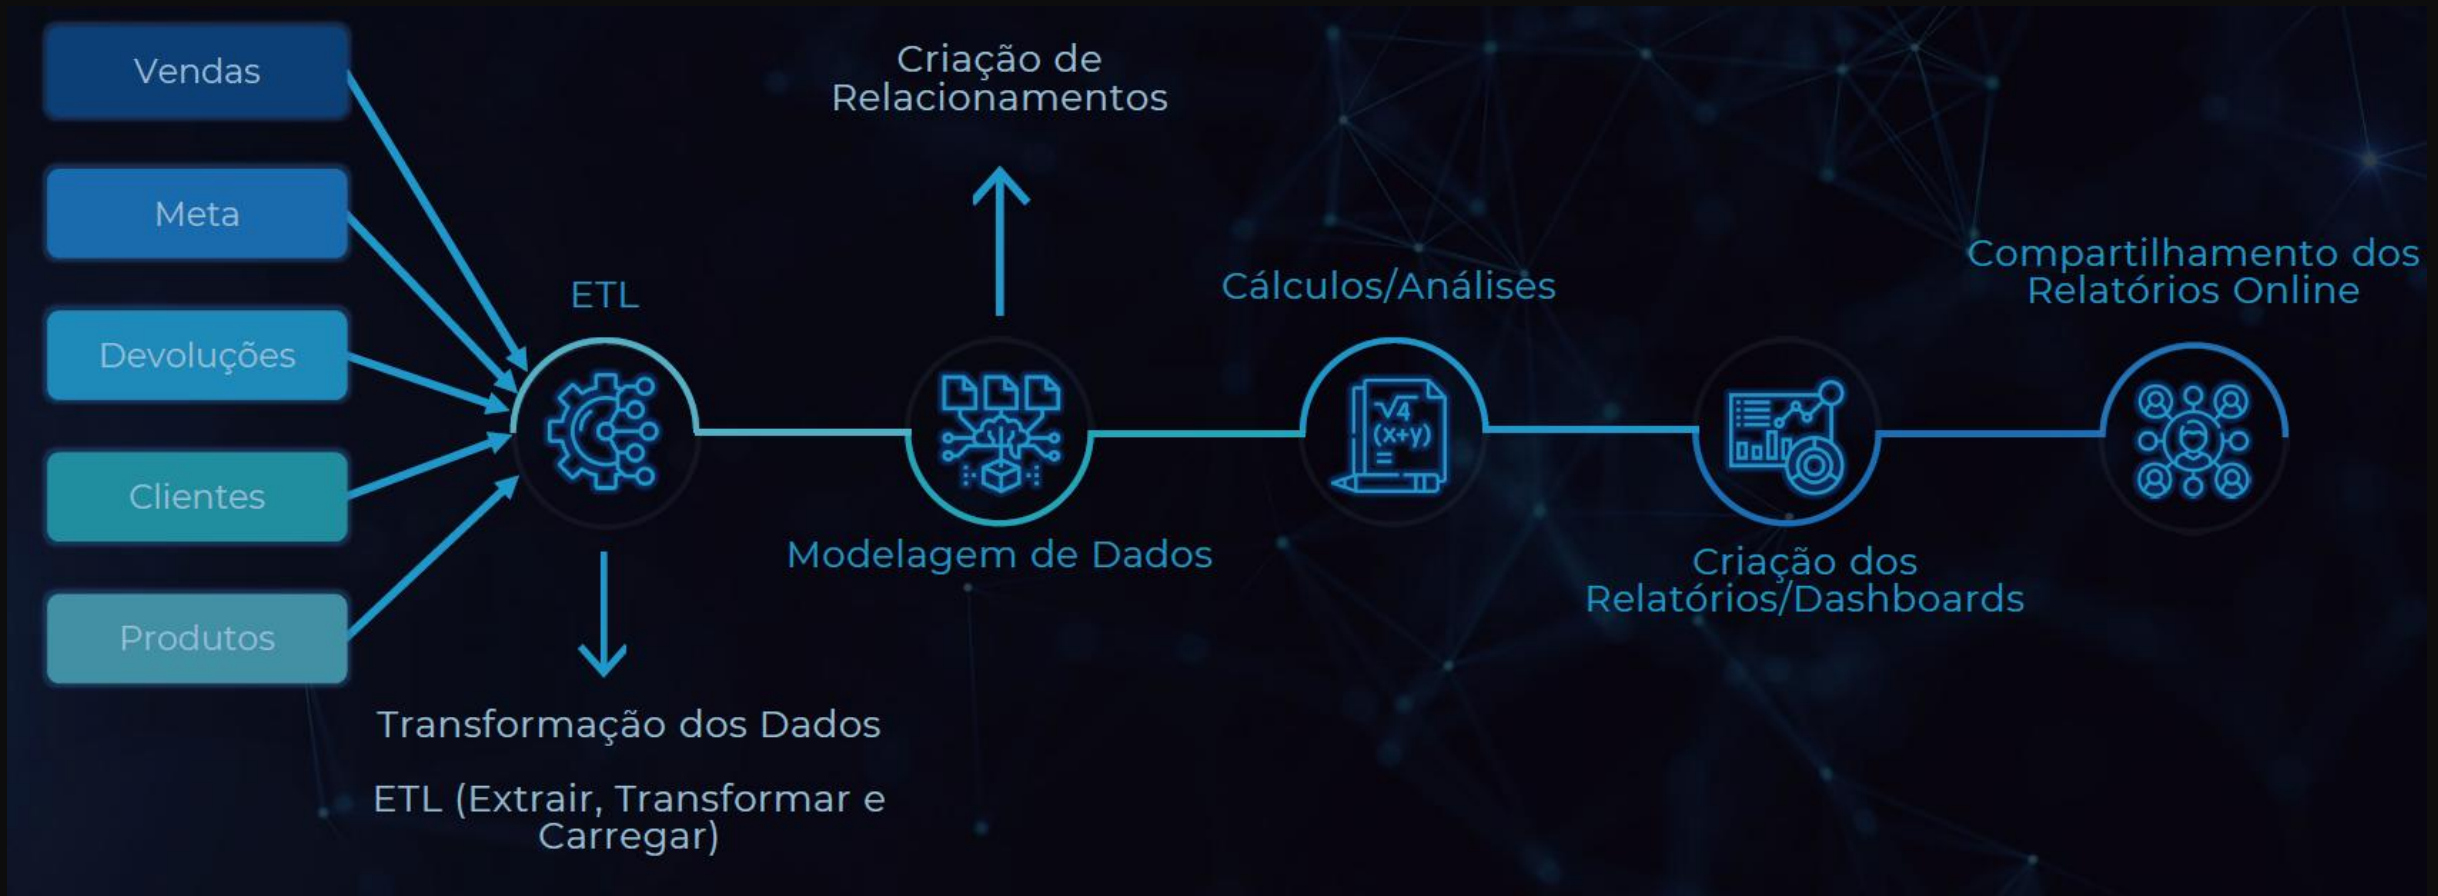 Vendas
Meta
Devoluções
Clientes
Produtos
ETL
Transformação dos Dados
ETL (Extrair, Transformar e
Carregar)
Criação de
Relacionamentos
Modelagem de Dados
Cálculos/Análises
√4
(x+y)
=
Criação dos
Relatórios/Dashboards
Compartilhamento dos
Relatórios Online